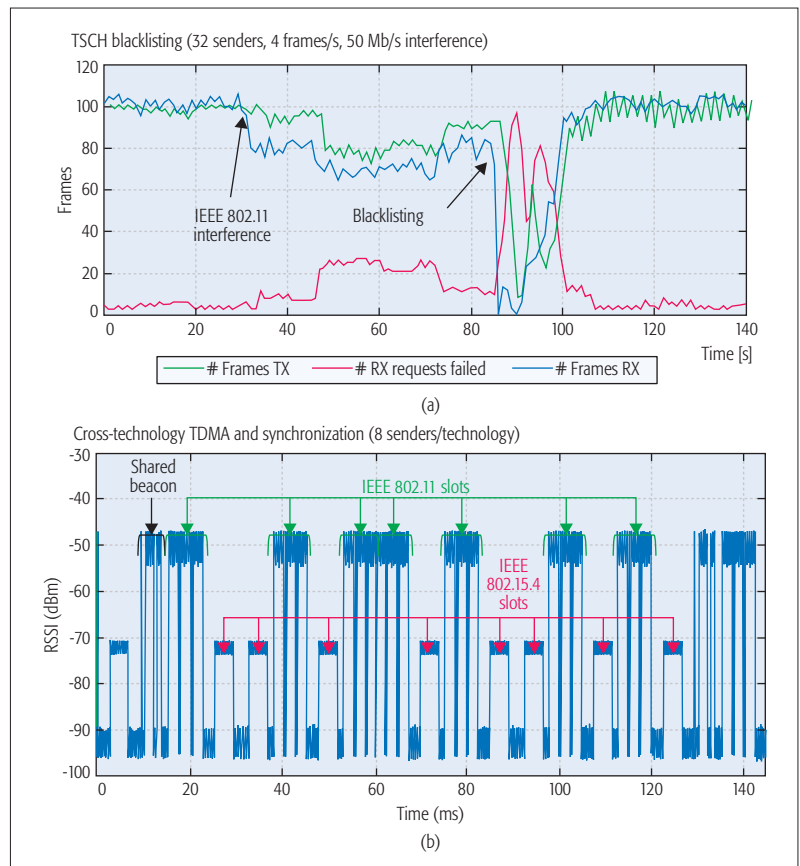 TSCH blacklisting (32 senders, 4 frames/s, 50 Mb/s interference)
120
100
80
60
40
20
0
Frames
IEEE 802.11
interference
Blacklisting
0
20
40
60
80
100
120
140
Time [s]
# Frames TX
# RX requests failed
# Frames RX
(a)
Cross-technology TDMA and synchronization (8 senders/technology)
-30
-40
-50
-60
-70
-80
-90
-100
RSSI (dBm)
Shared
beacon
IEEE 802.11 slots
IEEE
802.15.4
slots
0
20
40
60
80
100
120
140
Time (ms)
(b)